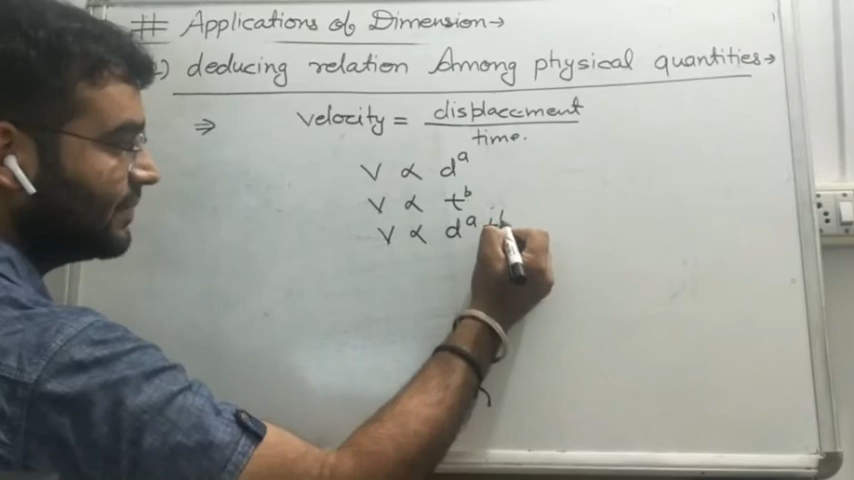 # Applications of Dimension→
) deducing relation Among physical quantities→
⇒ velocity = displacement
time.
V ∝ d^a
V ∝ t^b
V ∝ d^a